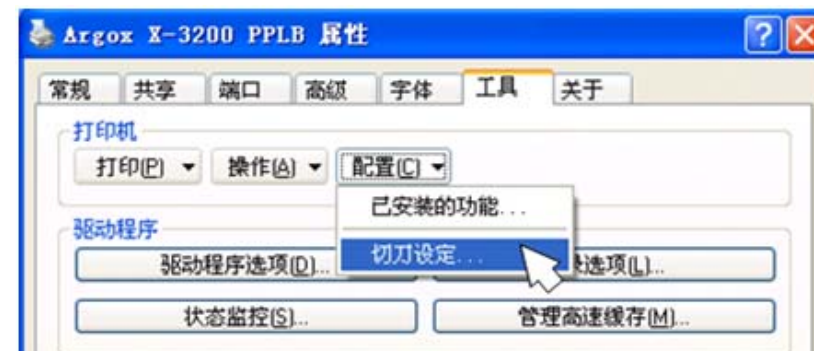 Argox X-3200 PPLB 属性
常规 共享 端口 高级 字体 工具 关于
打印机
打印(P) 操作(A) 配置(C)
已安装的功能...
驱动程序
切刀设定...
驱动程序选项(D)... 选项(L)...
状态监控(S)... 管理高速缓存(M)...